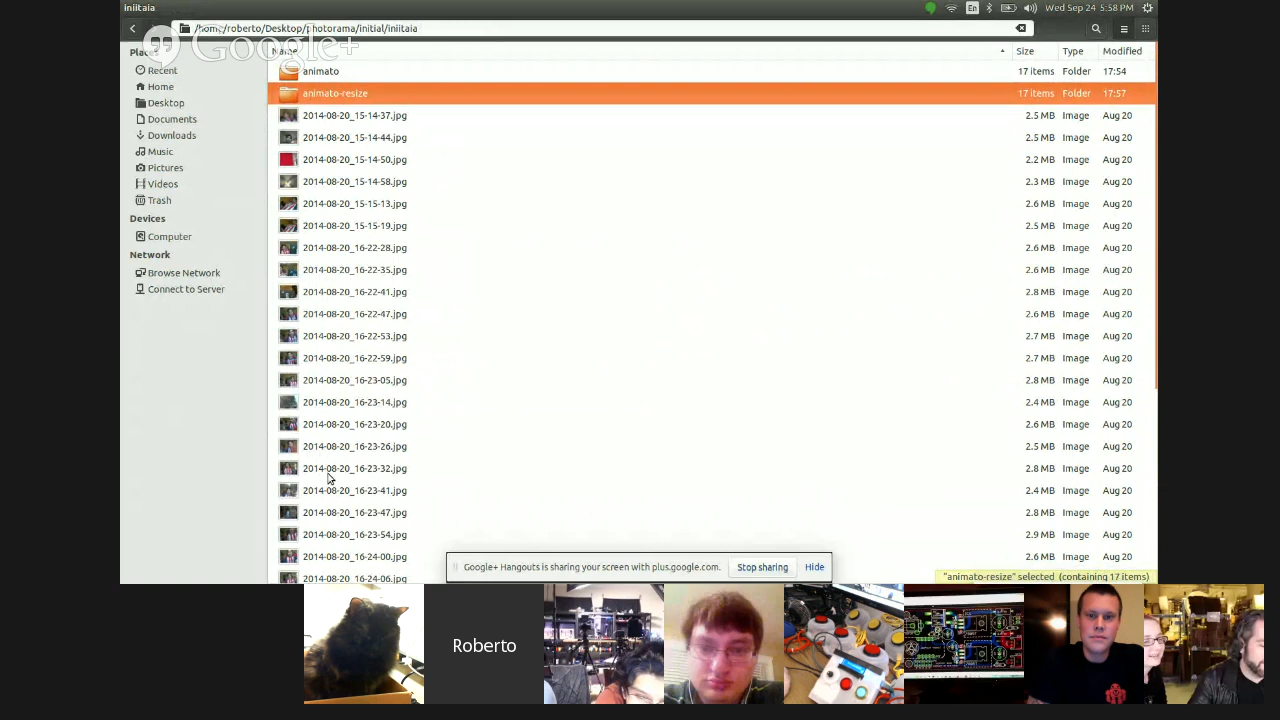 iniitaia
En
Wed Sep 24 5:58 PM
/home/roberto/Desktop/photorama/initial/iniitaia
Google+
Places
Name
Size
Type
Modified
Recent
animato
17 items
Folder
17:54
Home
animato-resize
17 items
Folder
17:57
Desktop
2014-08-20_15-14-37.jpg
2.5 MB
Image
Aug 20
Documents
2014-08-20_15-14-44.jpg
2.5 MB
Image
Aug 20
Downloads
Music
2014-08-20_15-14-50.jpg
2.2 MB
Image
Aug 20
Pictures
2014-08-20_15-14-58.jpg
2.3 MB
Image
Aug 20
Videos
Trash
2014-08-20_15-15-13.jpg
2.6 MB
Image
Aug 20
Devices
2014-08-20_15-15-19.jpg
2.5 MB
Image
Aug 20
Computer
2014-08-20_16-22-28.jpg
2.6 MB
Image
Aug 20
Network
Browse Network
2014-08-20_16-22-35.jpg
2.6 MB
Image
Aug 20
Connect to Server
2014-08-20_16-22-41.jpg
2.8 MB
Image
Aug 20
2014-08-20_16-22-47.jpg
2.6 MB
Image
Aug 20
2014-08-20_16-22-53.jpg
2.7 MB
Image
Aug 20
2014-08-20_16-22-59.jpg
2.7 MB
Image
Aug 20
2014-08-20_16-23-05.jpg
2.8 MB
Image
Aug 20
2014-08-20_16-23-14.jpg
2.4 MB
Image
Aug 20
2014-08-20_16-23-20.jpg
2.6 MB
Image
Aug 20
2014-08-20_16-23-26.jpg
2.5 MB
Image
Aug 20
2014-08-20_16-23-32.jpg
2.8 MB
Image
Aug 20
2014-08-20_16-23-41.jpg
2.4 MB
Image
Aug 20
2014-08-20_16-23-47.jpg
2.8 MB
Image
Aug 20
2014-08-20_16-23-54.jpg
2.9 MB
Image
Aug 20
2014-08-20_16-24-00.jpg
2.6 MB
Image
Aug 20
2014-08-20_16-24-06.jpg
Google+ Hangouts is sharing your screen with plus.google.com.
Stop sharing
Hide
"animato-resize" selected (containing 17 items)
Roberto